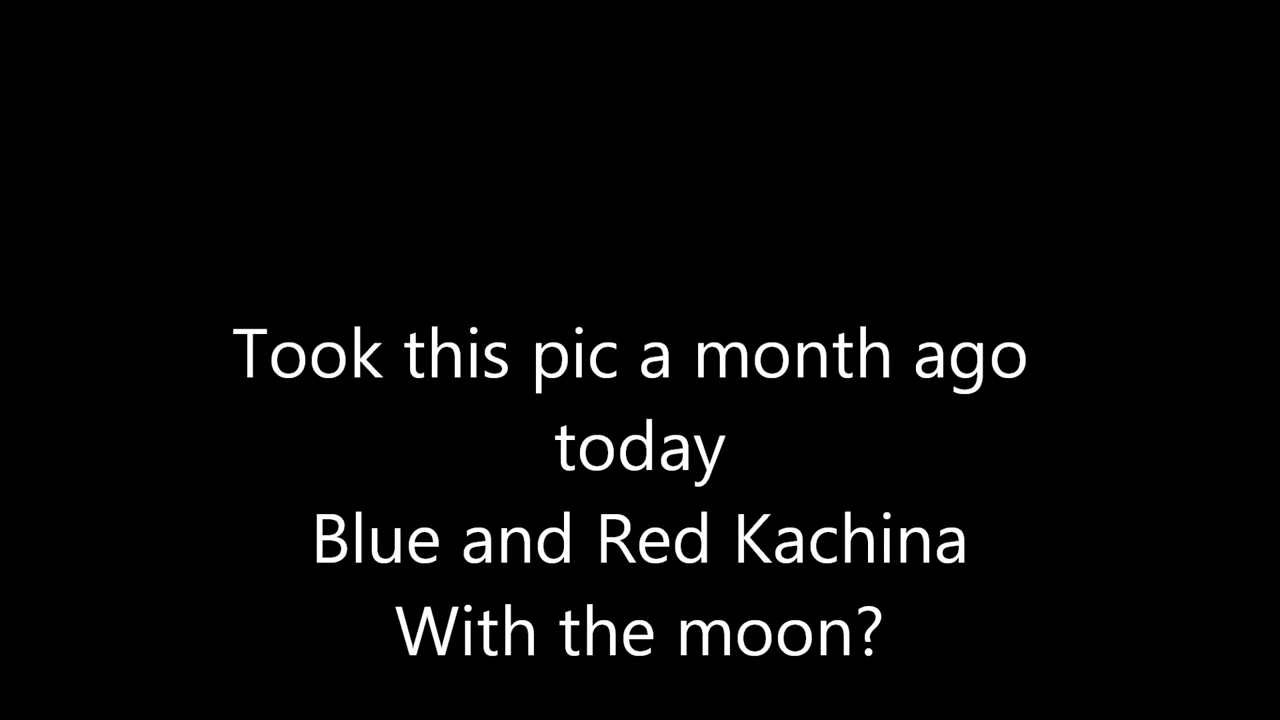 Took this pic a month ago
today
Blue and Red Kachina
With the moon?